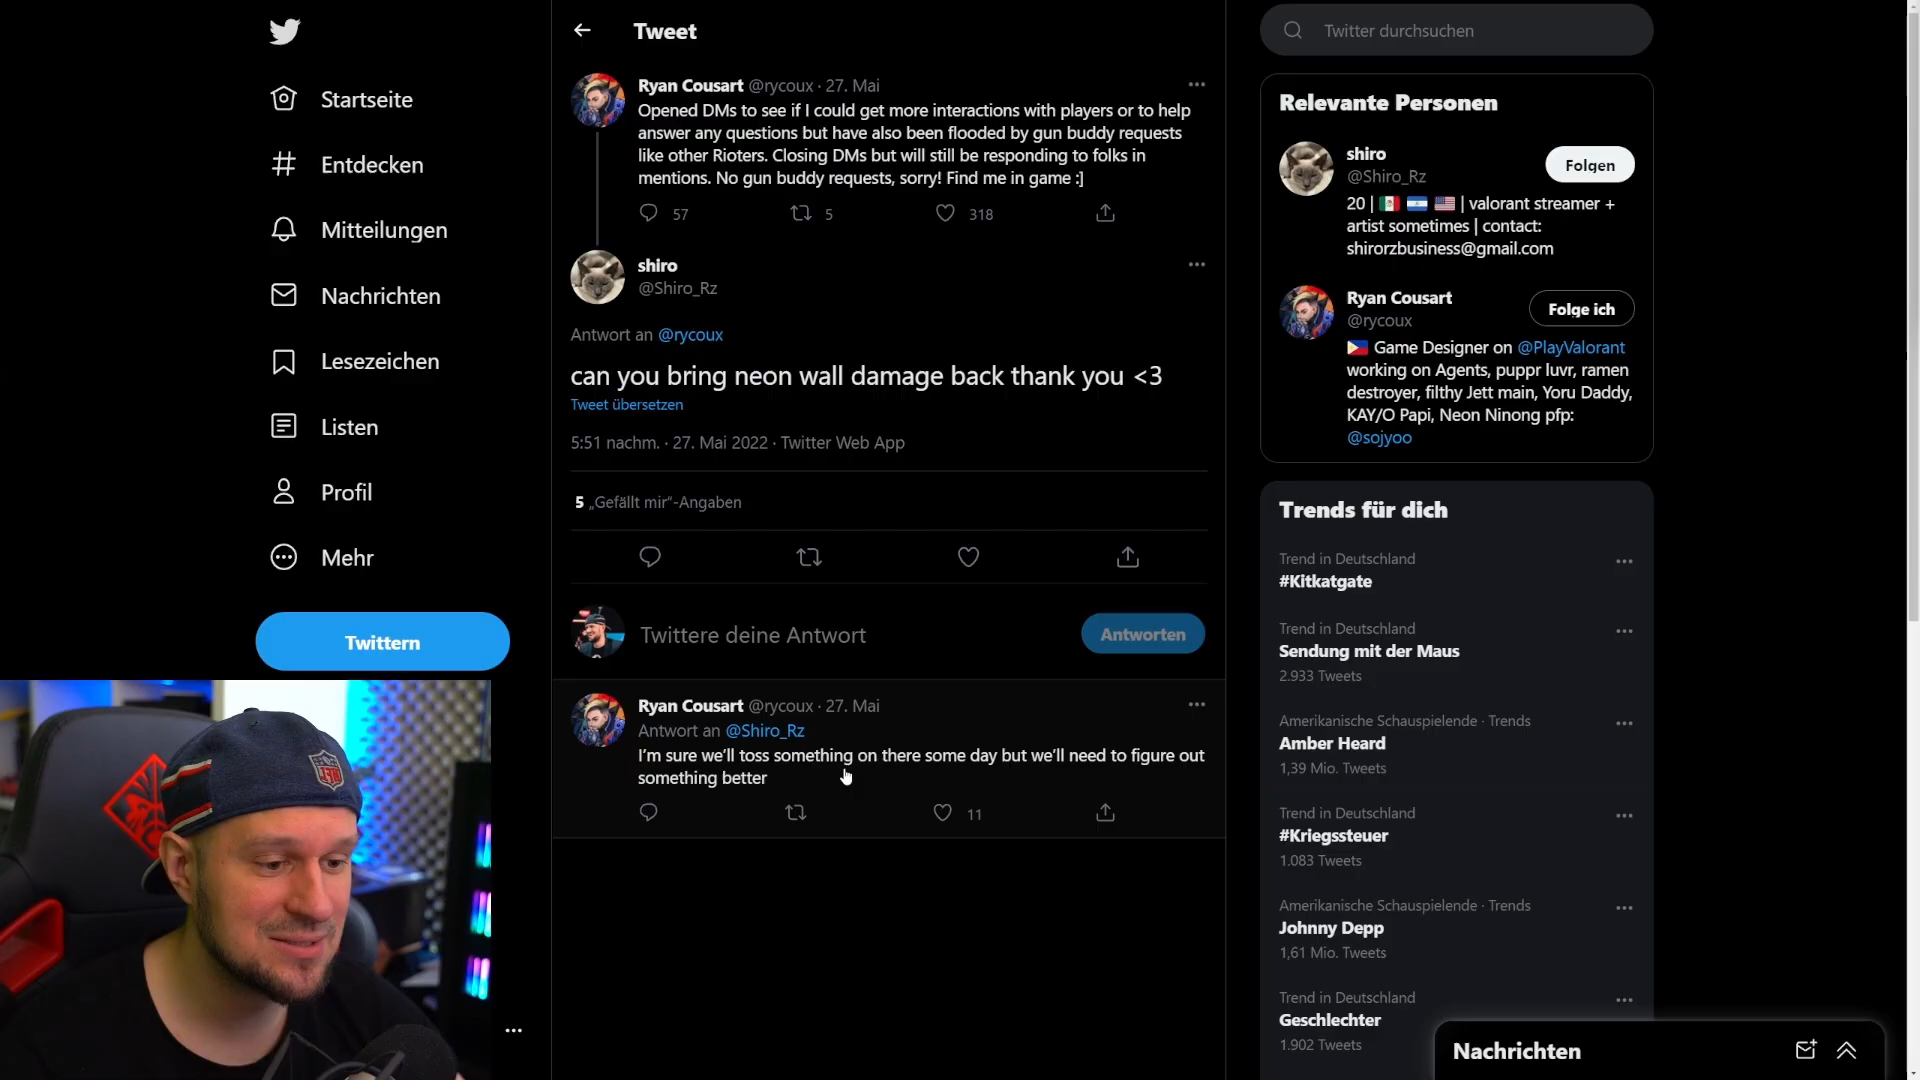 Startseite
Entdecken
Mitteilungen
Nachrichten
Lesezeichen
Listen
Profil
Mehr
Twittern
Tweet
Ryan Cousart @rycoux · 27. Mai
Opened DMs to see if I could get more interactions with players or to help
answer any questions but have also been flooded by gun buddy requests
like other Rioters. Closing DMs but will still be responding to folks in
mentions. No gun buddy requests, sorry! Find me in game :]
57 5 318
shiro
@Shiro_Rz
Antwort an @rycoux
can you bring neon wall damage back thank you <3
Tweet übersetzen
5:51 nachm. · 27. Mai 2022 · Twitter Web App
5 „Gefällt mir“-Angaben
Twittere deine Antwort
Antworten
Ryan Cousart @rycoux · 27. Mai
Antwort an @Shiro_Rz
I'm sure we'll toss something on there some day but we'll need to figure out
something better
11
Twitter durchsuchen
Relevante Personen
shiro
@Shiro_Rz
Folgen
20 | 🇲🇽 🇸🇻 🇺🇸 | valorant streamer +
artist sometimes | contact:
shirorzbusiness@gmail.com
Ryan Cousart
@rycoux
Folge ich
🇵🇭 Game Designer on @PlayValorant
working on Agents, puppr luvr, ramen
destroyer, filthy Jett main, Yoru Daddy,
KAY/O Papi, Neon Ninong pfp:
@sojyoo
Trends für dich
Trend in Deutschland
#Kitkatgate
Trend in Deutschland
Sendung mit der Maus
2.933 Tweets
Amerikanische Schauspielende · Trends
Amber Heard
1,39 Mio. Tweets
Trend in Deutschland
#Kriegssteuer
1.083 Tweets
Amerikanische Schauspielende · Trends
Johnny Depp
1,61 Mio. Tweets
Trend in Deutschland
Geschlechter
1.902 Tweets
Nachrichten
NFL